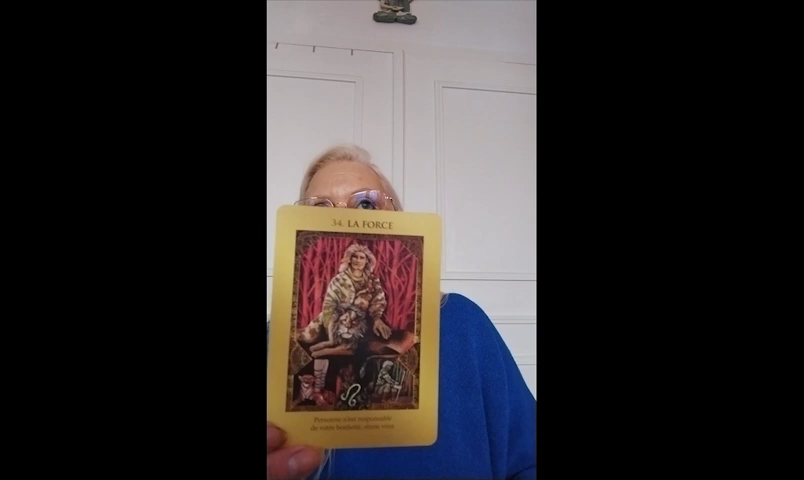 34. LA FORCE
Personne n'est responsable
de votre bonheur, sinon vous